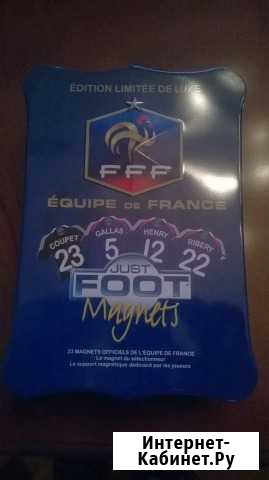 ÉDITION LIMITÉE DE LUXE
FFF
ÉQUIPE DE FRANCE
COUPET
23
GALLAS
5
HENRY
12
RIBERY
22
JUST
FOOT
Magnets
23 MAGNETS OFFICIELS DE L'EQUIPE DE FRANCE
Le magnet du sélectionneur
Le support magnétique dédicacé par les joueurs
Интернет-
Кабинет.Ру